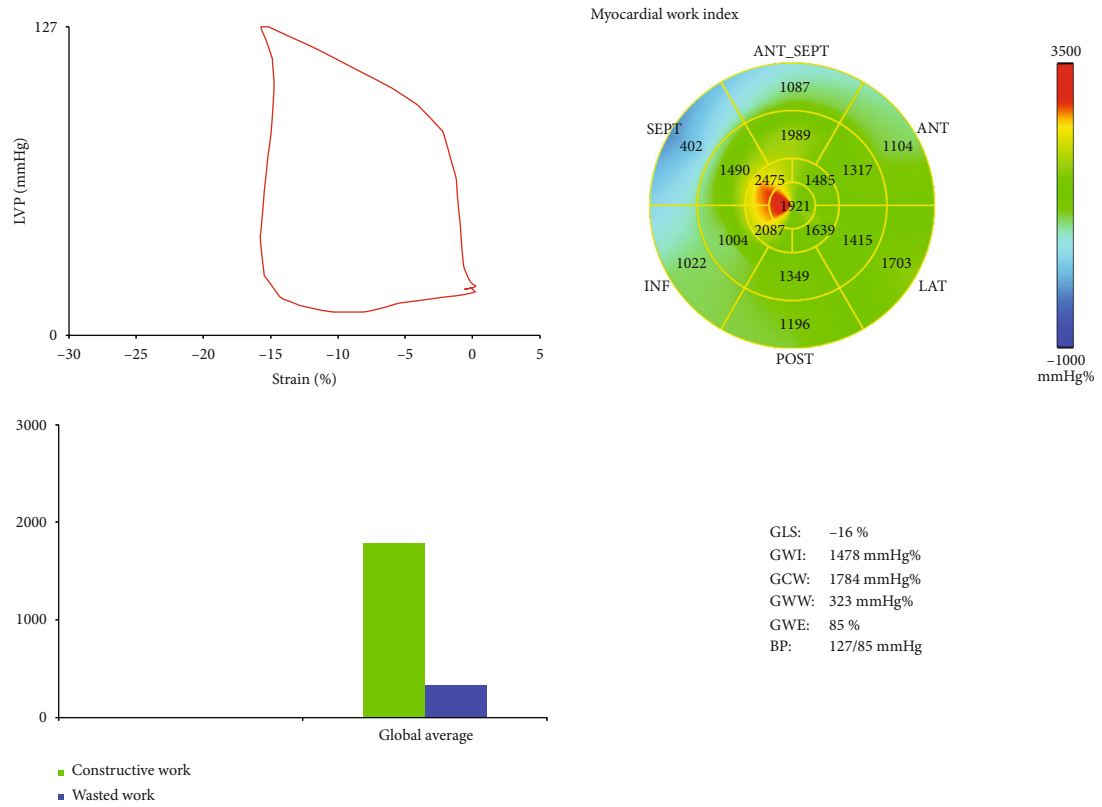 127
LVP (mmHg)
0
−30
−25
−20
−15
−10
−5
0
5
Strain (%)
Myocardial work index
ANT_SEPT
1087
SEPT
402
ANT
1104
1989
1490
1317
2475
1485
1921
2087
1639
1004
1415
1022
1703
1349
INF
LAT
1196
POST
3500
−1000
mmHg%
3000
2000
1000
0
Global average
Constructive work
Wasted work
GLS: −16 %
GWI: 1478 mmHg%
GCW: 1784 mmHg%
GWW: 323 mmHg%
GWE: 85 %
BP: 127/85 mmHg